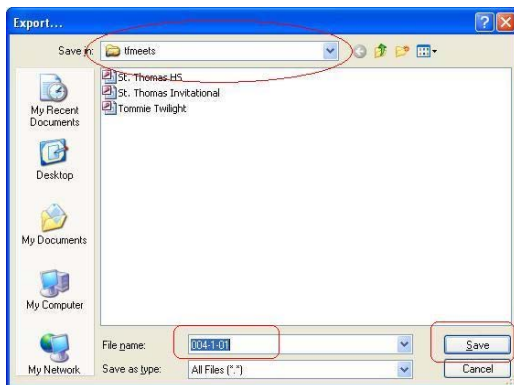 Export...
Save in:
tfmeets
St. Thomas HS
St. Thomas Invitational
Tommie Twilight
My Recent
Documents
Desktop
My Documents
My Computer
My Network
File name:
004-1-01
Save
Save as type:
All Files (*.*)
Cancel